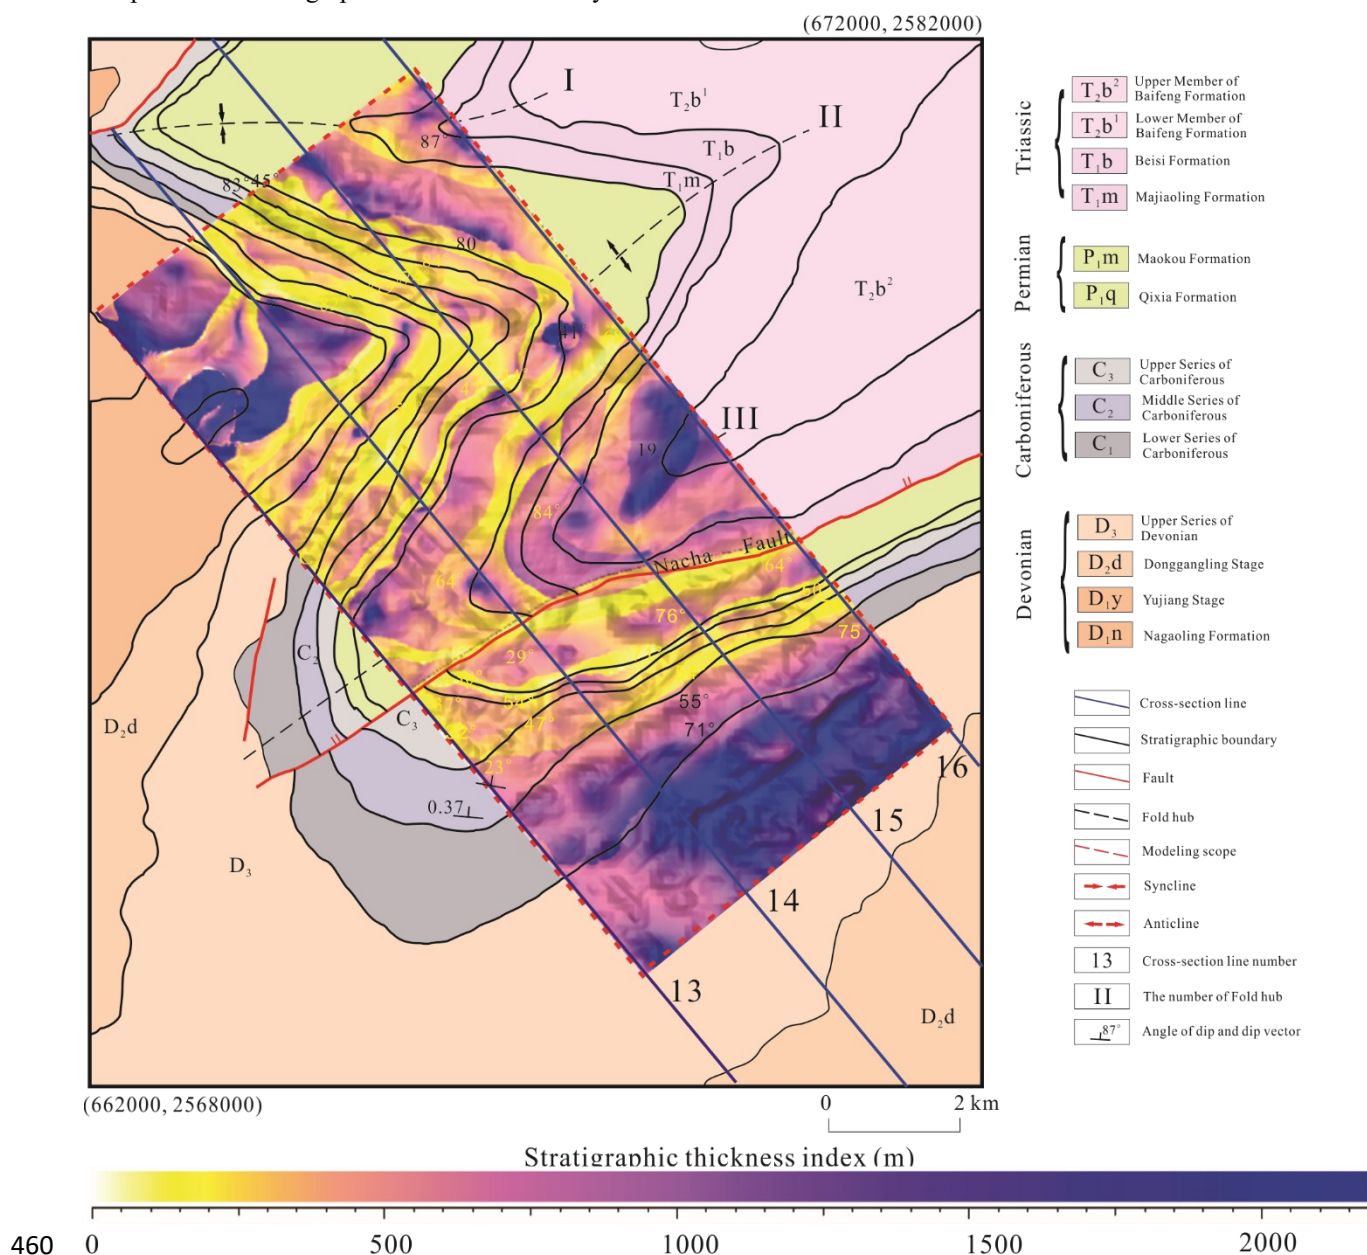 (672000, 2582000)
I
II
III
T₂b¹
T₁b
T₁m
T₂b²
87°
83°45°
80
41
19
84°
64
Nacha Fault
64°
76°
75
29°
55°
71°
47°
23°
0.37
C₂
C₃
D₂d
D₃
D₂d
16
15
14
13
(662000, 2568000)
0 2 km
Triassic
T₂b² Upper Member of
Baifeng Formation
T₂b¹ Lower Member of
Baifeng Formation
T₁b Beisi Formation
T₁m Majiaoling Formation
Permian
P₁m Maokou Formation
P₁q Qixia Formation
Carboniferous
C₃ Upper Series of
Carboniferous
C₂ Middle Series of
Carboniferous
C₁ Lower Series of
Carboniferous
Devonian
D₃ Upper Series of
Devonian
D₂d Donggangling Stage
D₁y Yujiang Stage
D₁n Nagaoling Formation
Cross-section line
Stratigraphic boundary
Fault
Fold hub
Modeling scope
Syncline
Anticline
13 Cross-section line number
II The number of Fold hub
87° Angle of dip and dip vector
Stratigraphic thickness index (m)
460 0 500 1000 1500 2000